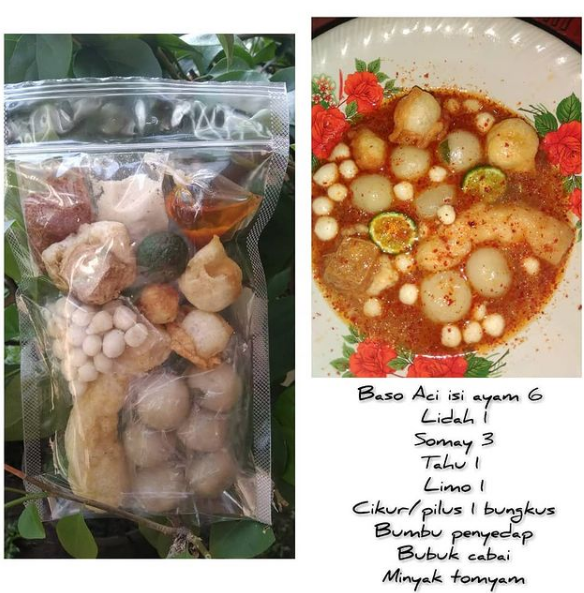 Baso Aci isi ayam 6
Lidah 1
Somay 3
Tahu 1
Limo 1
Cikur/pilus 1 bungkus
Bumbu penyedap
Bubuk cabai
Minyak tomyam